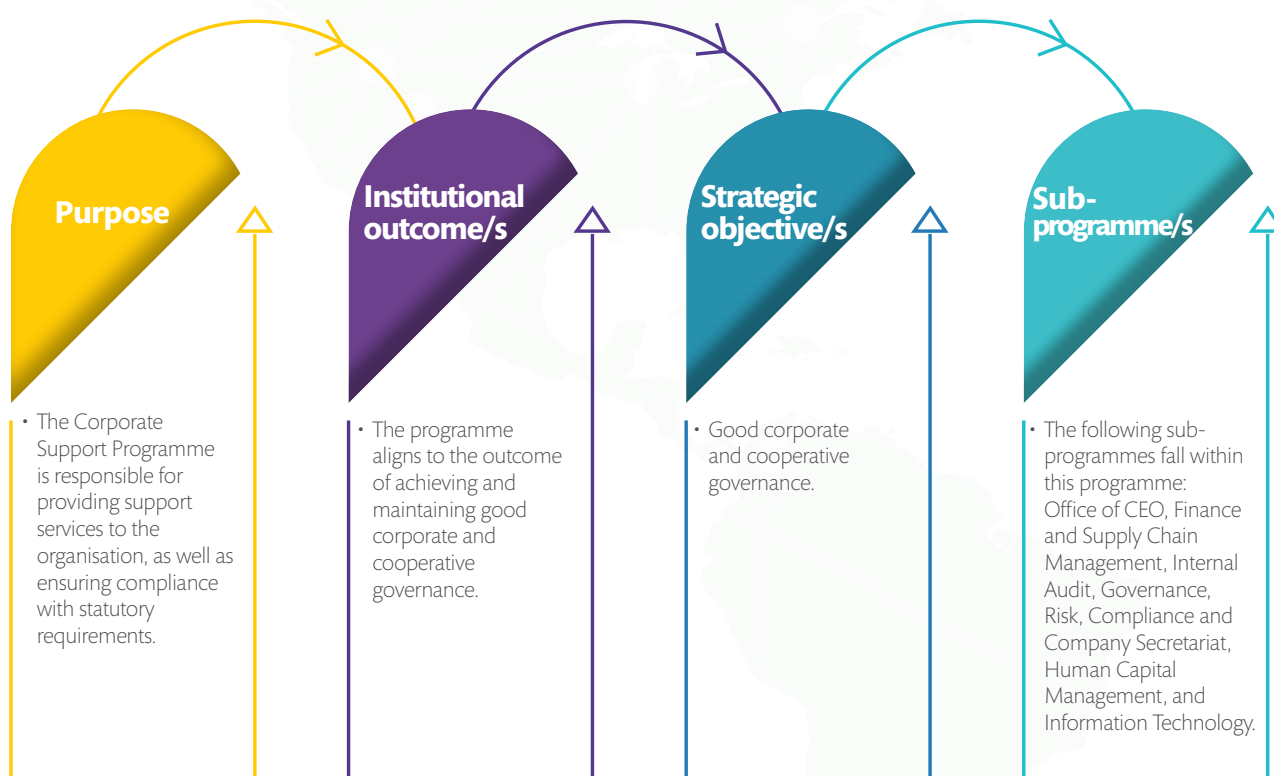 Purpose
• The Corporate
Support Programme
is responsible for
providing support
services to the
organisation, as well as
ensuring compliance
with statutory
requirements.
Institutional
outcome/s
• The programme
aligns to the outcome
of achieving and
maintaining good
corporate and
cooperative
governance.
Strategic
objective/s
• Good corporate
and cooperative
governance.
Sub-
programme/s
• The following sub-
programmes fall within
this programme:
Office of CEO, Finance
and Supply Chain
Management, Internal
Audit, Governance,
Risk, Compliance and
Company Secretariat,
Human Capital
Management, and
Information Technology.